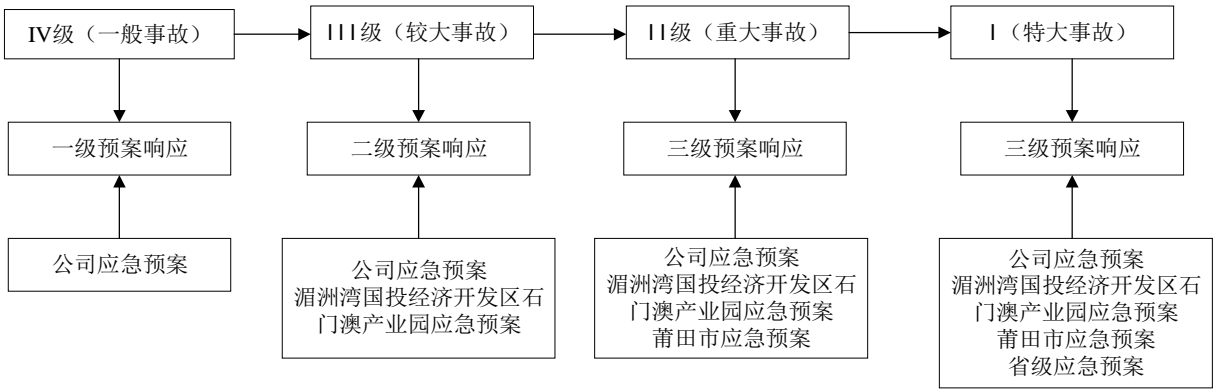 IV级（一般事故）
III级（较大事故）
II级（重大事故）
I（特大事故）
一级预案响应
二级预案响应
三级预案响应
三级预案响应
公司应急预案
公司应急预案
湄洲湾国投经济开发区石
门澳产业园应急预案
公司应急预案
湄洲湾国投经济开发区石
门澳产业园应急预案
莆田市应急预案
公司应急预案
湄洲湾国投经济开发区石
门澳产业园应急预案
莆田市应急预案
省级应急预案